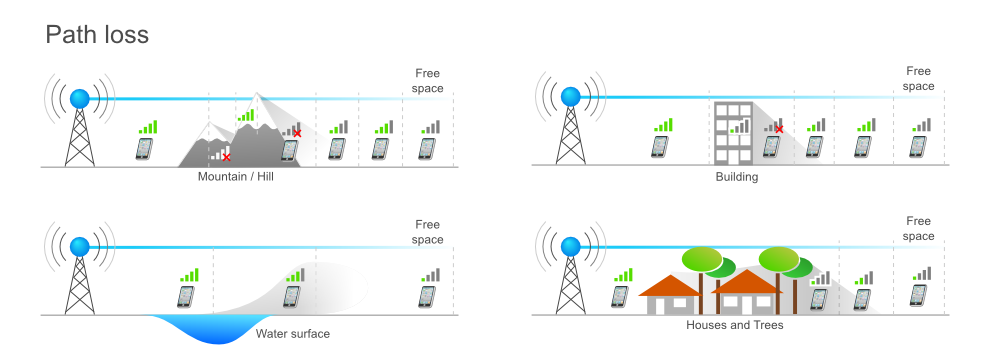 Path loss
Free
space
Mountain / Hill
Free
space
Building
Free
space
Water surface
Free
space
Houses and Trees